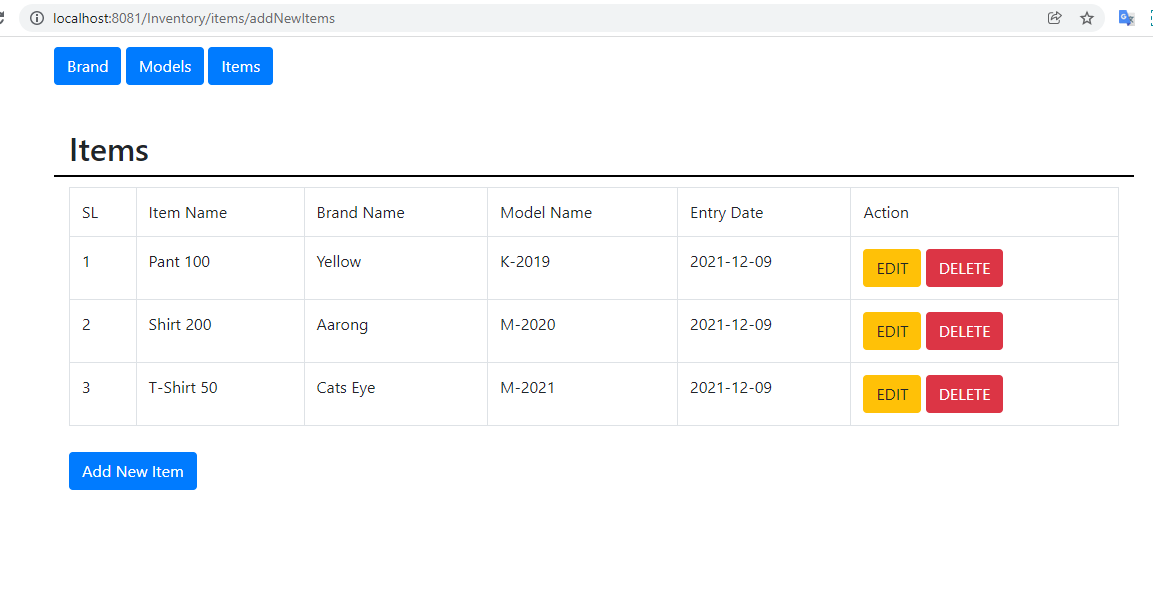 localhost:8081/Inventory/items/addNewItems
Brand Models Items
Items
SL Item Name Brand Name Model Name Entry Date Action
1 Pant 100 Yellow K-2019 2021-12-09 EDIT DELETE
2 Shirt 200 Aarong M-2020 2021-12-09 EDIT DELETE
3 T-Shirt 50 Cats Eye M-2021 2021-12-09 EDIT DELETE
Add New Item